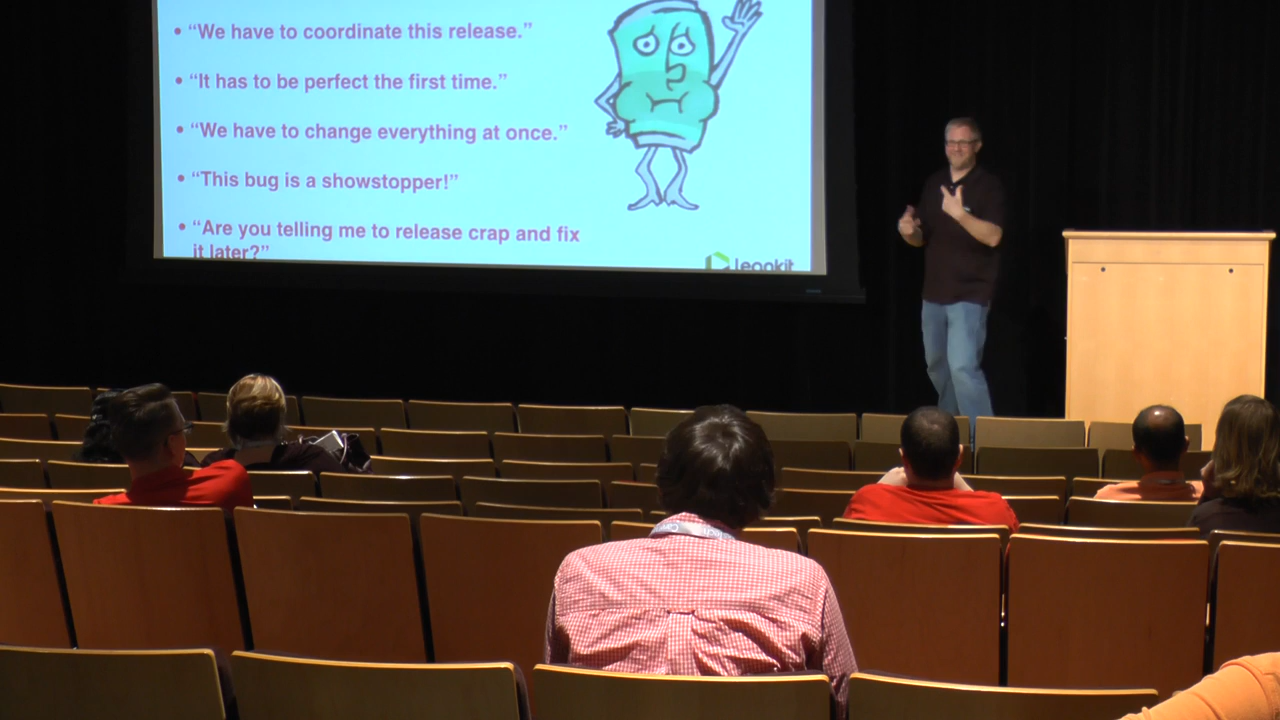 • “We have to coordinate this release.”
• “It has to be perfect the first time.”
• “We have to change everything at once.”
• “This bug is a showstopper!”
• “Are you telling me to release crap and fix
it later?”
leankit